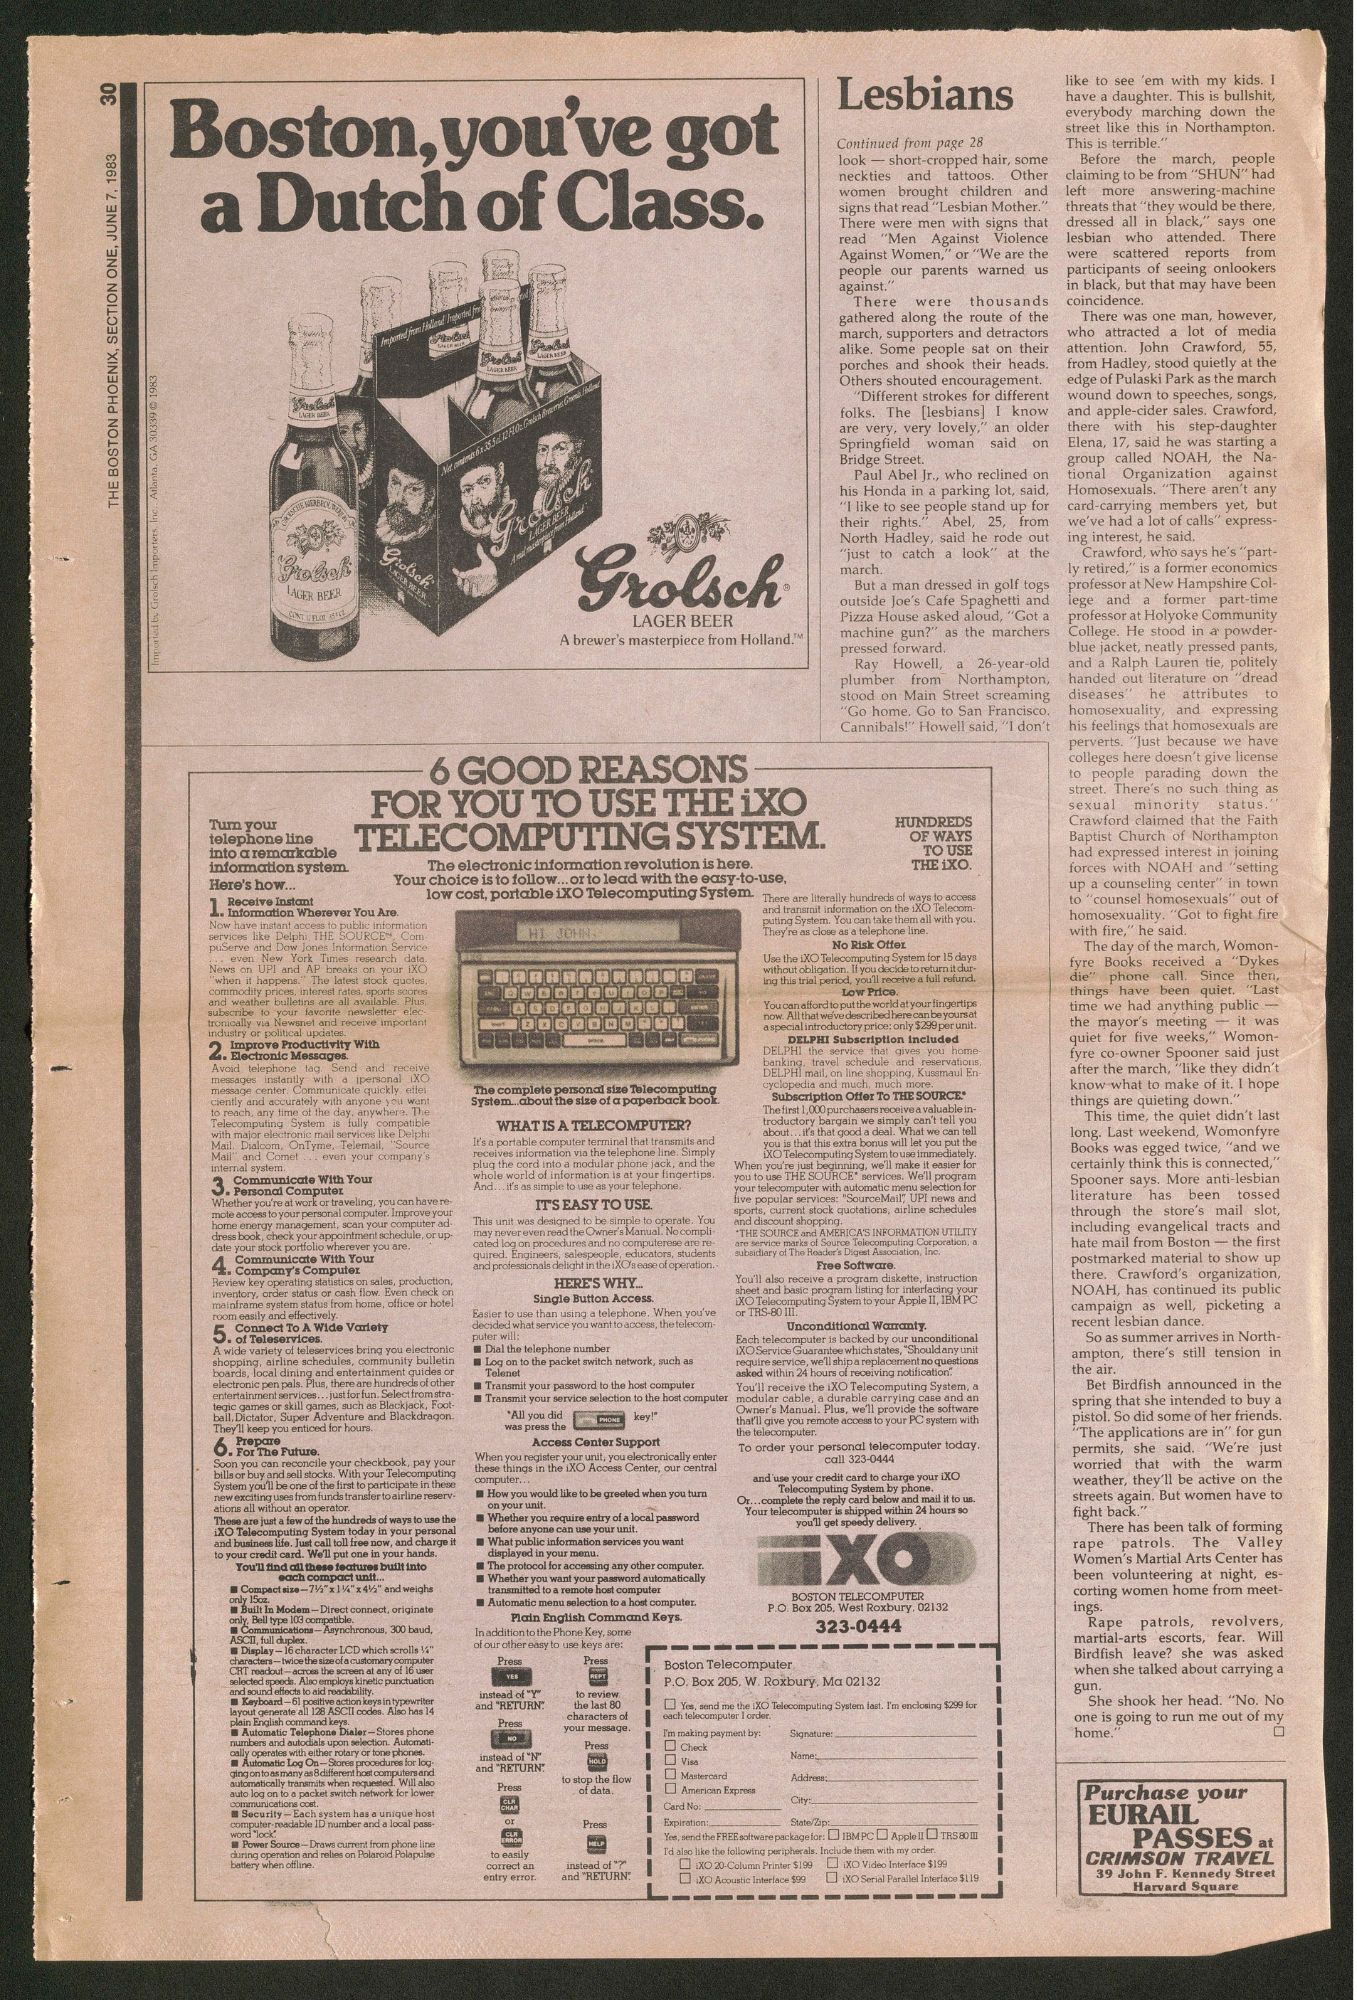 30
THE BOSTON PHOENIX, SECTION ONE, JUNE 7, 1983
Boston, you've got
a Dutch of Class.
Imported by Grolsch Importers, Inc., Atlanta, GA 30339 © 1983
Grolsch
LAGER BEER
A brewer's masterpiece from Holland.™
Lesbians
Continued from page 28
look — short-cropped hair, some
neckties and tattoos. Other
women brought children and
signs that read "Lesbian Mother."
There were men with signs that
read "Men Against Violence
Against Women," or "We are the
people our parents warned us
against."
There were thousands
gathered along the route of the
march, supporters and detractors
alike. Some people sat on their
porches and shook their heads.
Others shouted encouragement.
"Different strokes for different
folks. The [lesbians] I know
are very, very lovely," an older
Springfield woman said on
Bridge Street.
Paul Abel Jr., who reclined on
his Honda in a parking lot, said,
"I like to see people stand up for
their rights." Abel, 25, from
North Hadley, said he rode out
"just to catch a look" at the
march.
But a man dressed in golf togs
outside Joe's Cafe Spaghetti and
Pizza House asked aloud, "Got a
machine gun?" as the marchers
pressed forward.
Ray Howell, a 26-year-old
plumber from Northampton,
stood on Main Street screaming
"Go home. Go to San Francisco.
Cannibals!" Howell said, "I don't
like to see 'em with my kids. I
have a daughter. This is bullshit,
everybody marching down the
street like this in Northampton.
This is terrible."
Before the march, people
claiming to be from "SHUN" had
left more answering-machine
threats that "they would be there,
dressed all in black," says one
lesbian who attended. There
were scattered reports from
participants of seeing onlookers
in black, but that may have been
coincidence.
There was one man, however,
who attracted a lot of media
attention. John Crawford, 55,
from Hadley, stood quietly at the
edge of Pulaski Park as the march
wound down to speeches, songs,
and apple-cider sales. Crawford,
there with his step-daughter
Elena, 17, said he was starting a
group called NOAH, the Na-
tional Organization against
Homosexuals. "There aren't any
card-carrying members yet, but
we've had a lot of calls" express-
ing interest, he said.
Crawford, who says he's "part-
ly retired," is a former economics
professor at New Hampshire Col-
lege and a former part-time
professor at Holyoke Community
College. He stood in a powder-
blue jacket, neatly pressed pants,
and a Ralph Lauren tie, politely
handed out literature on "dread
diseases" he attributes to
homosexuality, and expressing
his feelings that homosexuals are
perverts. "Just because we have
colleges here doesn't give license
to people parading down the
street. There's no such thing as
sexual minority status."
Crawford claimed that the Faith
Baptist Church of Northampton
had expressed interest in joining
forces with NOAH and "setting
up a counseling center" in town
to "counsel homosexuals" out of
homosexuality. "Got to fight fire
with fire," he said.
The day of the march, Womon-
fyre Books received a "Dykes
die" phone call. Since then,
things have been quiet. "Last
time we had anything public —
the mayor's meeting — it was
quiet for five weeks," Womon-
fyre co-owner Spooner said just
after the march, "like they didn't
know what to make of it. I hope
things are quieting down."
This time, the quiet didn't last
long. Last weekend, Womonfyre
Books was egged twice, "and we
certainly think this is connected,"
Spooner says. More anti-lesbian
literature has been tossed
through the store's mail slot,
including evangelical tracts and
hate mail from Boston — the first
postmarked material to show up
there. Crawford's organization,
NOAH, has continued its public
campaign as well, picketing a
recent lesbian dance.
So as summer arrives in North-
ampton, there's still tension in
the air.
Bet Birdfish announced in the
spring that she intended to buy a
pistol. So did some of her friends.
"The applications are in" for gun
permits, she said. "We're just
worried that with the warm
weather, they'll be active on the
streets again. But women have to
fight back."
There has been talk of forming
rape patrols. The Valley
Women's Martial Arts Center has
been volunteering at night, es-
corting women home from meet-
ings.
Rape patrols, revolvers,
martial-arts escorts, fear. Will
Birdfish leave? she was asked
when she talked about carrying a
gun.
She shook her head. "No. No
one is going to run me out of my
home."
6 GOOD REASONS
FOR YOU TO USE THE iXO
TELECOMPUTING SYSTEM.
The electronic information revolution is here.
Your choice is to follow...or to lead with the easy-to-use,
low cost, portable iXO Telecomputing System.
Turn your
telephone line
into a remarkable
information system.
Here's how...
1. Receive Instant
Information Wherever You Are.
Now have instant access to public information
services like Delphi, THE SOURCE℠, Com-
puServe and Dow Jones Information Service
... even New York Times research data.
News on UPI and AP breaks on your iXO
"when it happens." The latest stock quotes,
commodity prices, interest rates, sports scores
and weather bulletins are all available. Plus,
subscribe to your favorite newsletter elec-
tronically via Newsnet and receive important
industry or political updates.
2. Improve Productivity With
Electronic Messages.
Avoid telephone tag. Send and receive
messages instantly with a personal iXO
message center. Communicate quickly, effi-
ciently and accurately with anyone you want
to reach, any time of the day, anywhere. The
Telecomputing System is fully compatible
with major electronic mail services like Delphi
Mail, Dialcom, OnTyme, Telemail, "Source
Mail" and Comet ... even your company's
internal system.
3. Communicate With Your
Personal Computer
Whether you're at work or traveling, you can have re-
mote access to your personal computer. Improve your
home energy management, scan your computer ad-
dress book, check your appointment schedule, or up-
date your stock portfolio wherever you are.
4. Communicate With Your
Company's Computer.
Review key operating statistics on sales, production,
inventory, order status or cash flow. Even check on
mainframe system status from home, office or hotel
room easily and effectively.
5. Connect To A Wide Variety
of Teleservices.
A wide variety of teleservices bring you electronic
shopping, airline schedules, community bulletin
boards, local dining and entertainment guides or
electronic pen pals. Plus, there are hundreds of other
entertainment services...just for fun. Select from stra-
tegic games or skill games, such as Blackjack, Foot-
ball, Dictator, Super Adventure and Blackdragon.
They'll keep you enticed for hours.
6. Prepare
For The Future.
Soon you can reconcile your checkbook, pay your
bills or buy and sell stocks. With your Telecomputing
System you'll be one of the first to participate in these
new exciting uses from funds transfer to airline reserv-
ations all without an operator.
These are just a few of the hundreds of ways to use the
iXO Telecomputing System today in your personal
and business life. Just call toll free now, and charge it
to your credit card. We'll put one in your hands.
You'll find all these features built into
each compact unit...
■ Compact size—7½" x 1¼" x 4½" and weighs
only 15oz.
■ Built In Modem—Direct connect, originate
only, Bell type 103 compatible.
■ Communications—Asynchronous, 300 baud,
ASCII, full duplex.
■ Display—16 character LCD which scrolls ¼"
characters—twice the size of a customary computer
CRT readout—across the screen at any of 16 user
selected speeds. Also employs kinetic punctuation
and sound effects to aid readability.
■ Keyboard—61 positive action keys in typewriter
layout generate all 128 ASCII codes. Also has 14
plain English command keys.
■ Automatic Telephone Dialer—Stores phone
numbers and autodials upon selection. Automati-
cally operates with either rotary or tone phones.
■ Automatic Log On—Stores procedures for log-
ging on to as many as 8 different host computers and
automatically transmits when requested. Will also
auto log on to a packet switch network for lower
communications cost.
■ Security—Each system has a unique host
computer-readable ID number and a local pass-
word "lock."
■ Power Source—Draws current from phone line
during operation and relies on Polaroid Polapulse
battery when offline.
HI JOHN.
The complete personal size Telecomputing
System...about the size of a paperback book.
WHAT IS A TELECOMPUTER?
It's a portable computer terminal that transmits and
receives information via the telephone line. Simply
plug the cord into a modular phone jack, and the
whole world of information is at your fingertips.
And...it's as simple to use as your telephone.
IT'S EASY TO USE.
This unit was designed to be simple to operate. You
may never even read the Owner's Manual. No compli-
cated log on procedures and no computerese are re-
quired. Engineers, salespeople, educators, students
and professionals delight in the iXO's ease of operation.
HERE'S WHY...
Single Button Access.
Easier to use than using a telephone. When you've
decided what service you want to access, the telecom-
puter will:
■ Dial the telephone number
■ Log on to the packet switch network, such as
Telenet
■ Transmit your password to the host computer
■ Transmit your service selection to the host computer
"All you did
was press the PHONE key!"
Access Center Support
When you register your unit, you electronically enter
these things in the iXO Access Center, our central
computer...
■ How you would like to be greeted when you turn
on your unit.
■ Whether you require entry of a local password
before anyone can use your unit.
■ What public information services you want
displayed in your menu.
■ The protocol for accessing any other computer.
■ Whether you want your password automatically
transmitted to a remote host computer
■ Automatic menu selection to a host computer.
Plain English Command Keys.
In addition to the Phone Key, some
of our other easy to use keys are:
Press
YES
instead of "Y"
and "RETURN."
Press
NO
instead of "N"
and "RETURN."
Press
CLR
CHAR
or
CLR
ERROR
to easily
correct an
entry error.
Press
REPT
to review
the last 80
characters of
your message.
Press
HOLD
to stop the flow
of data.
Press
HELP
instead of "?"
and "RETURN."
HUNDREDS
OF WAYS
TO USE
THE iXO.
There are literally hundreds of ways to access
and transmit information on the iXO Telecom-
puting System. You can take them all with you.
They're as close as a telephone line.
No Risk Offer.
Use the iXO Telecomputing System for 15 days
without obligation. If you decide to return it dur-
ing this trial period, you'll receive a full refund.
Low Price.
You can afford to put the world at your fingertips
now. All that we've described here can be yours at
a special introductory price: only $299 per unit.
DELPHI Subscription Included
DELPHI the service that gives you home-
banking, travel schedule and reservations,
DELPHI mail, on line shopping, Kussmaul En-
cyclopedia and much, much more.
Subscription Offer To THE SOURCE.*
The first 1,000 purchasers receive a valuable in-
troductory bargain we simply can't tell you
about...it's that good a deal. What we can tell
you is that this extra bonus will let you put the
iXO Telecomputing System to use immediately.
When you're just beginning, we'll make it easier for
you to use THE SOURCE* services. We'll program
your telecomputer with automatic menu selection for
five popular services: "SourceMail", UPI news and
sports, current stock quotations, airline schedules
and discount shopping.
*THE SOURCE and AMERICA'S INFORMATION UTILITY
are service marks of Source Telecomputing Corporation, a
subsidiary of The Reader's Digest Association, Inc.
Free Software.
You'll also receive a program diskette, instruction
sheet and basic program listing for interfacing your
iXO Telecomputing System to your Apple II, IBM PC
or TRS-80 III.
Unconditional Warranty.
Each telecomputer is backed by our unconditional
iXO Service Guarantee which states, "Should any unit
require service, we'll ship a replacement no questions
asked within 24 hours of receiving notification."
You'll receive the iXO Telecomputing System, a
modular cable, a durable carrying case and an
Owner's Manual. Plus, we'll provide the software
that'll give you remote access to your PC system with
the telecomputer.
To order your personal telecomputer today,
call 323-0444
and use your credit card to charge your iXO
Telecomputing System by phone.
Or...complete the reply card below and mail it to us.
Your telecomputer is shipped within 24 hours so
you'll get speedy delivery.
iXO
BOSTON TELECOMPUTER
P.O. Box 205, West Roxbury, 02132
323-0444
Boston Telecomputer
P.O. Box 205, W. Roxbury, Ma 02132
Yes, send me the iXO Telecomputing System fast. I'm enclosing $299 for
each telecomputer I order.
I'm making payment by:
Check
Visa
Mastercard
American Express
Card No:
Expiration:
Signature:
Name:
Address:
City:
State/Zip:
Yes, send the FREE software package for: IBM PC Apple II TRS 80 III
I'd also like the following peripherals. Include them with my order.
iXO 20-Column Printer $199 iXO Video Interface $199
iXO Acoustic Interface $99 iXO Serial Parallel Interface $119
Purchase your
EURAIL
PASSES at
CRIMSON TRAVEL
39 John F. Kennedy Street
Harvard Square